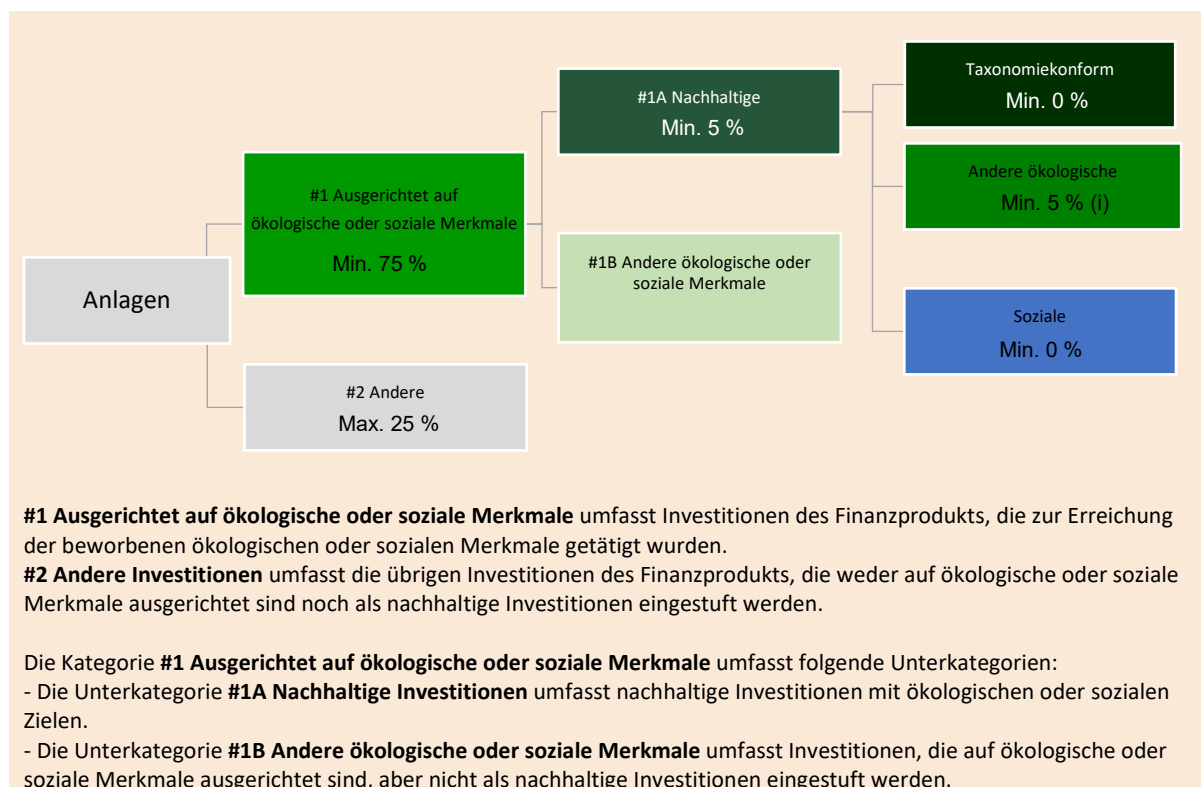 Anlagen
#1 Ausgerichtet auf
ökologische oder soziale Merkmale
Min. 75 %
#2 Andere
Max. 25 %
#1A Nachhaltige
Min. 5 %
#1B Andere ökologische oder
soziale Merkmale
Taxonomiekonform
Min. 0 %
Andere ökologische
Min. 5 % (i)
Soziale
Min. 0 %
#1 Ausgerichtet auf ökologische oder soziale Merkmale umfasst Investitionen des Finanzprodukts, die zur Erreichung
der beworbenen ökologischen oder sozialen Merkmale getätigt wurden.
#2 Andere Investitionen umfasst die übrigen Investitionen des Finanzprodukts, die weder auf ökologische oder soziale
Merkmale ausgerichtet sind noch als nachhaltige Investitionen eingestuft werden.
Die Kategorie #1 Ausgerichtet auf ökologische oder soziale Merkmale umfasst folgende Unterkategorien:
- Die Unterkategorie #1A Nachhaltige Investitionen umfasst nachhaltige Investitionen mit ökologischen oder sozialen
Zielen.
- Die Unterkategorie #1B Andere ökologische oder soziale Merkmale umfasst Investitionen, die auf ökologische oder
soziale Merkmale ausgerichtet sind, aber nicht als nachhaltige Investitionen eingestuft werden.